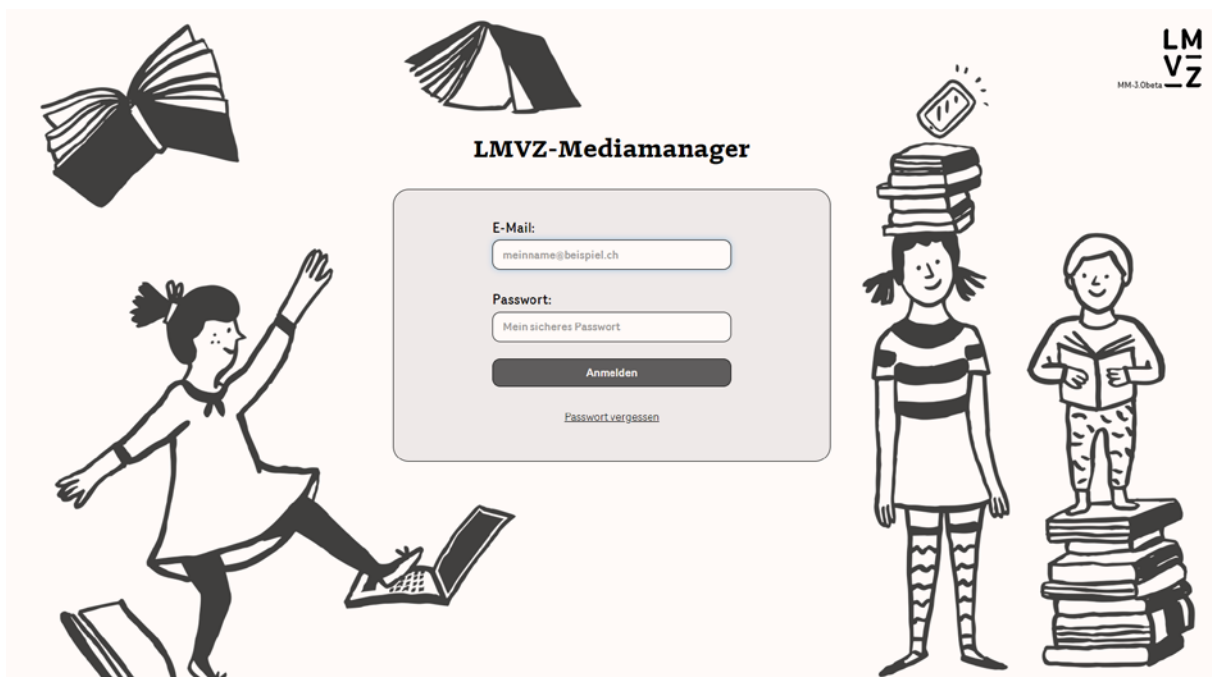 LM
VZ
MM-3.0beta
LMVZ-Mediamanager
E-Mail:
meinname@beispiel.ch
Passwort:
Mein sicheres Passwort
Anmelden
Passwort vergessen